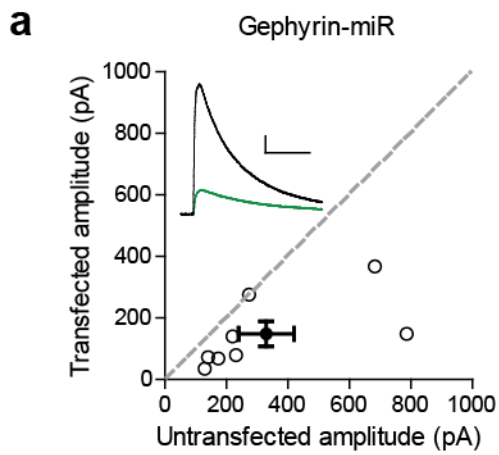 a
Gephyrin-miR
Transfected amplitude (pA)
1000
800
600
400
200
0
0 200 400 600 800 1000
Untransfected amplitude (pA)